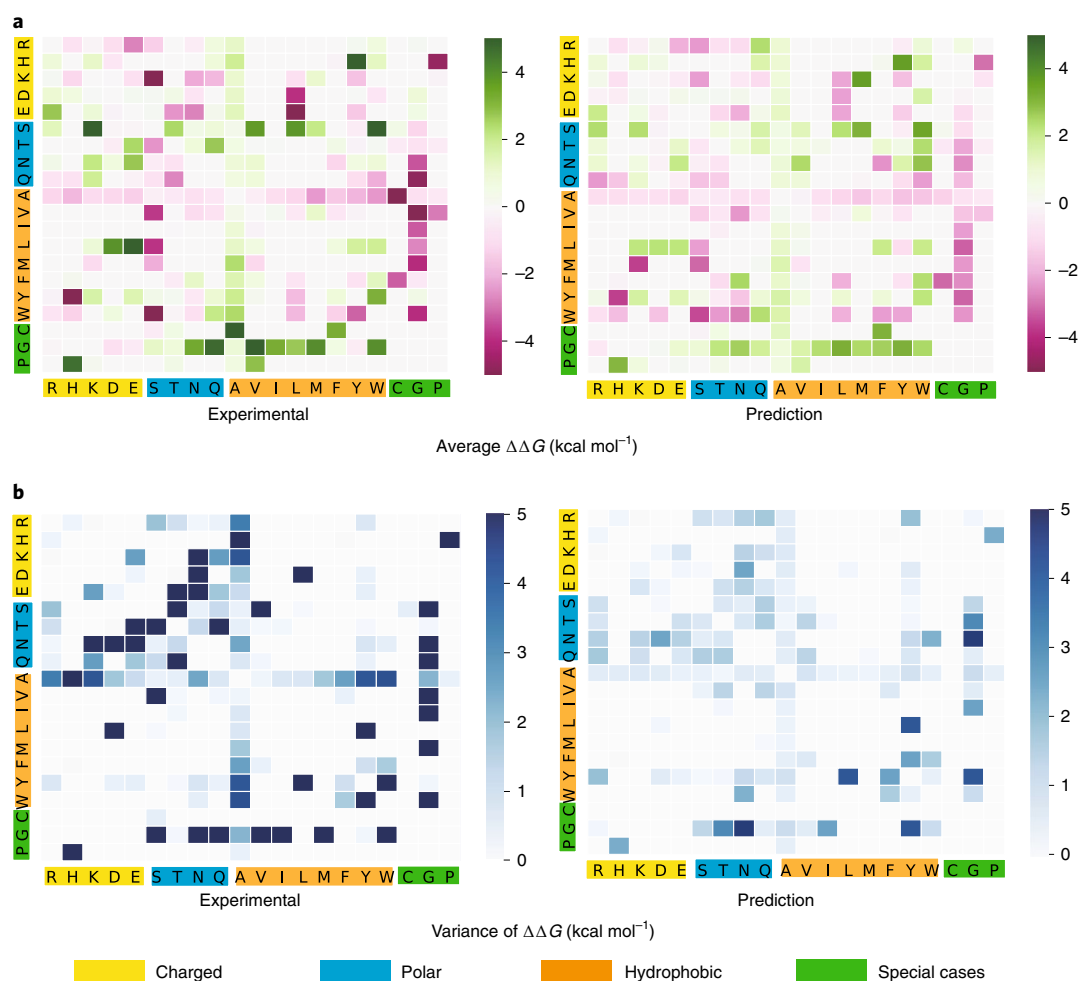 a
R H K D E S T N Q A V I L M F Y W C G P
4
2
0
−2
−4
R H K D E S T N Q A V I L M F Y W C G P
Experimental
R H K D E S T N Q A V I L M F Y W C G P
4
2
0
−2
−4
R H K D E S T N Q A V I L M F Y W C G P
Prediction
Average ΔΔG (kcal mol−1)
b
R H K D E S T N Q A V I L M F Y W C G P
5
4
3
2
1
0
R H K D E S T N Q A V I L M F Y W C G P
Experimental
R H K D E S T N Q A V I L M F Y W C G P
5
4
3
2
1
0
R H K D E S T N Q A V I L M F Y W C G P
Prediction
Variance of ΔΔG (kcal mol−1)
Charged Polar Hydrophobic Special cases